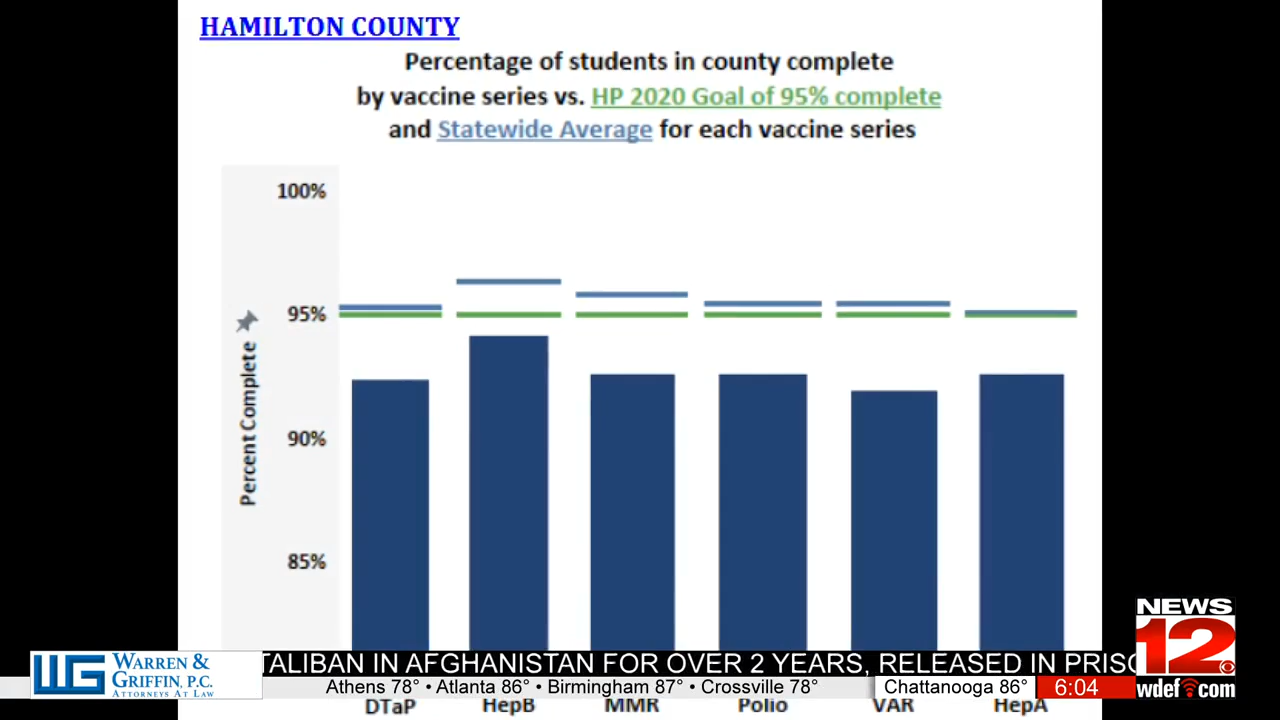 HAMILTON COUNTY
Percentage of students in county complete
by vaccine series vs. HP 2020 Goal of 95% complete
and Statewide Average for each vaccine series
100%
95%
90%
85%
Percent Complete
DTaP HepB MMR Polio VAR HepA
WG WARREN &
GRIFFIN, P.C.
ATTORNEYS AT LAW
TALIBAN IN AFGHANISTAN FOR OVER 2 YEARS, RELEASED IN PRISO
Athens 78° • Atlanta 86° • Birmingham 87° • Crossville 78°
Chattanooga 86°
6:04
NEWS
12
wdef.com